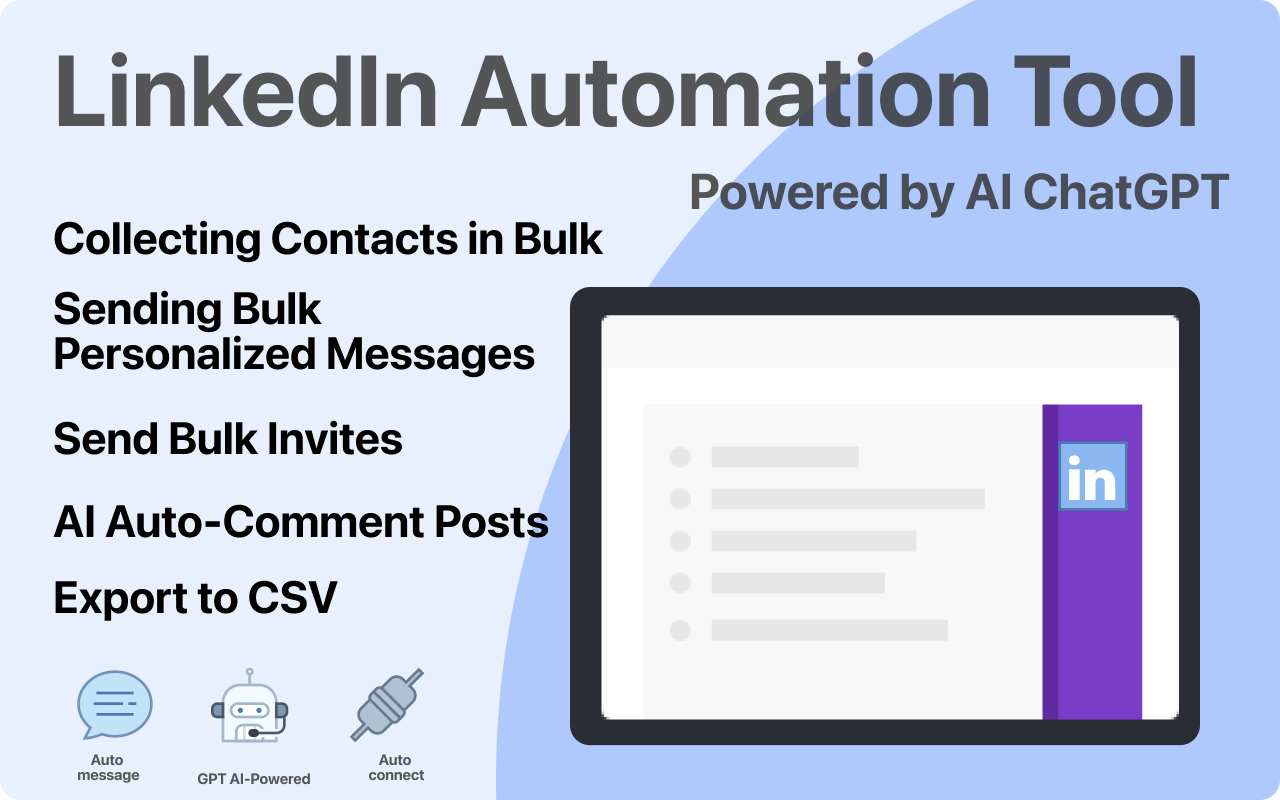 LinkedIn Automation Tool
Powered by AI ChatGPT
Collecting Contacts in Bulk
Sending Bulk
Personalized Messages
Send Bulk Invites
AI Auto-Comment Posts
Export to CSV
in
Auto
message
GPT AI-Powered
Auto
connect